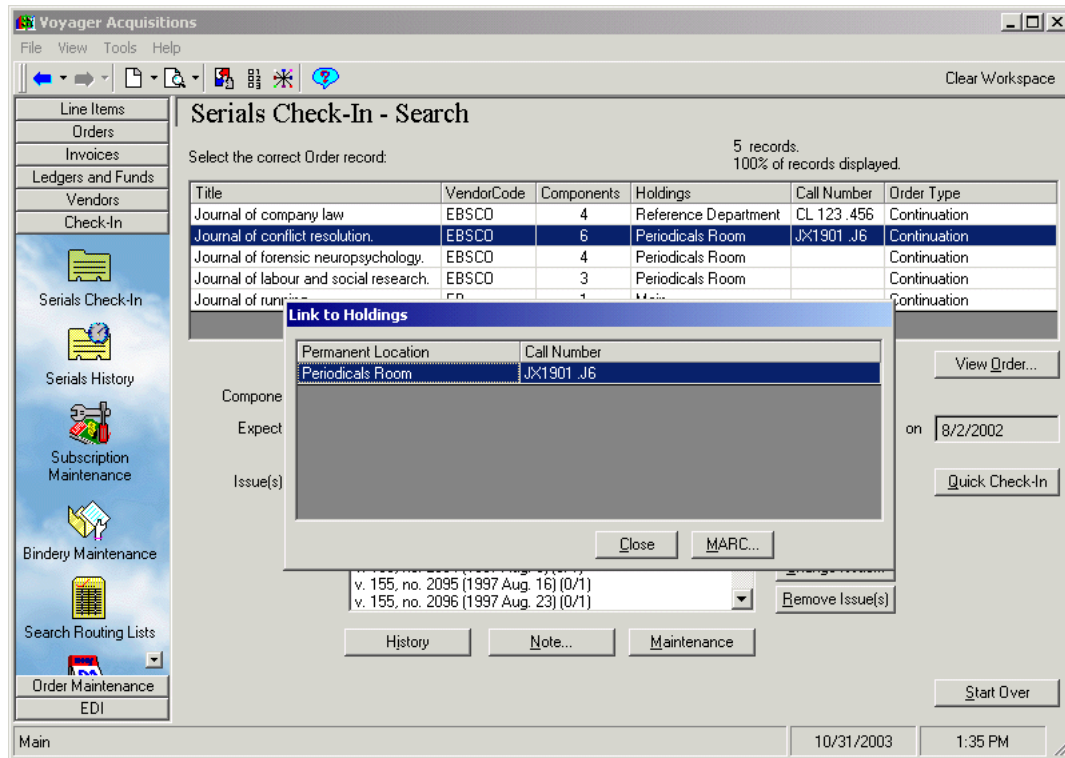 Voyager Acquisitions
File View Tools Help
Clear Workspace
Line Items
Orders
Invoices
Ledgers and Funds
Vendors
Check-In
Serials Check-In
Serials History
Subscription
Maintenance
Bindery Maintenance
Search Routing Lists
Order Maintenance
EDI
Serials Check-In - Search
Select the correct Order record:
5 records.
100% of records displayed.
Title VendorCode Components Holdings Call Number Order Type
Journal of company law EBSCO 4 Reference Department CL 123 .456 Continuation
Journal of conflict resolution. EBSCO 6 Periodicals Room JX1901 .J6 Continuation
Journal of forensic neuropsychology. EBSCO 4 Periodicals Room Continuation
Journal of labour and social research. EBSCO 3 Periodicals Room Continuation
Journal of running Continuation
Link to Holdings
Permanent Location Call Number
Periodicals Room JX1901 .J6
Close MARC...
View Order...
Compone
Expect on 8/2/2002
Issue(s) Quick Check-In
v. 155, no. 2095 (1997 Aug. 16) (0/1)
v. 155, no. 2096 (1997 Aug. 23) (0/1)
Remove Issue(s)
History Note... Maintenance
Start Over
Main 10/31/2003 1:35 PM